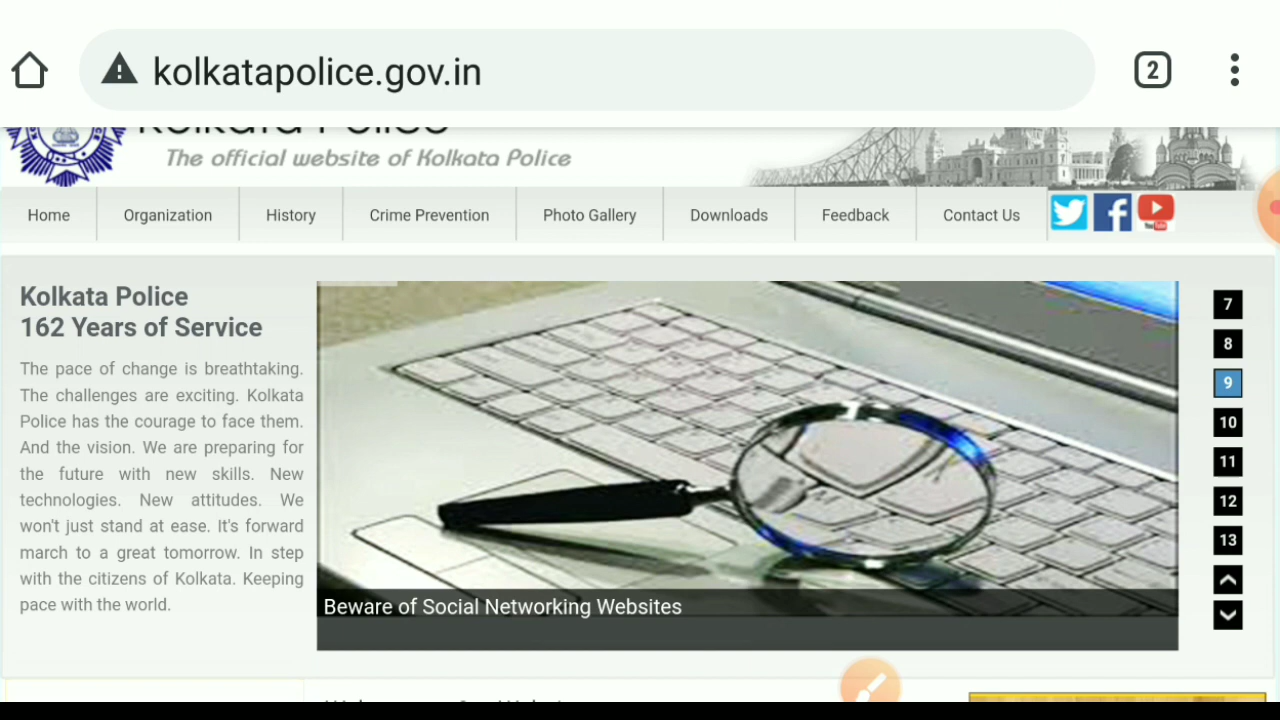 kolkatapolice.gov.in
2
Kolkata Police
The official website of Kolkata Police
Home
Organization
History
Crime Prevention
Photo Gallery
Downloads
Feedback
Contact Us
You Tube
Kolkata Police
162 Years of Service
The pace of change is breathtaking.
The challenges are exciting. Kolkata
Police has the courage to face them.
And the vision. We are preparing for
the future with new skills. New
technologies. New attitudes. We
won't just stand at ease. It's forward
march to a great tomorrow. In step
with the citizens of Kolkata. Keeping
pace with the world.
Beware of Social Networking Websites
7
8
9
10
11
12
13